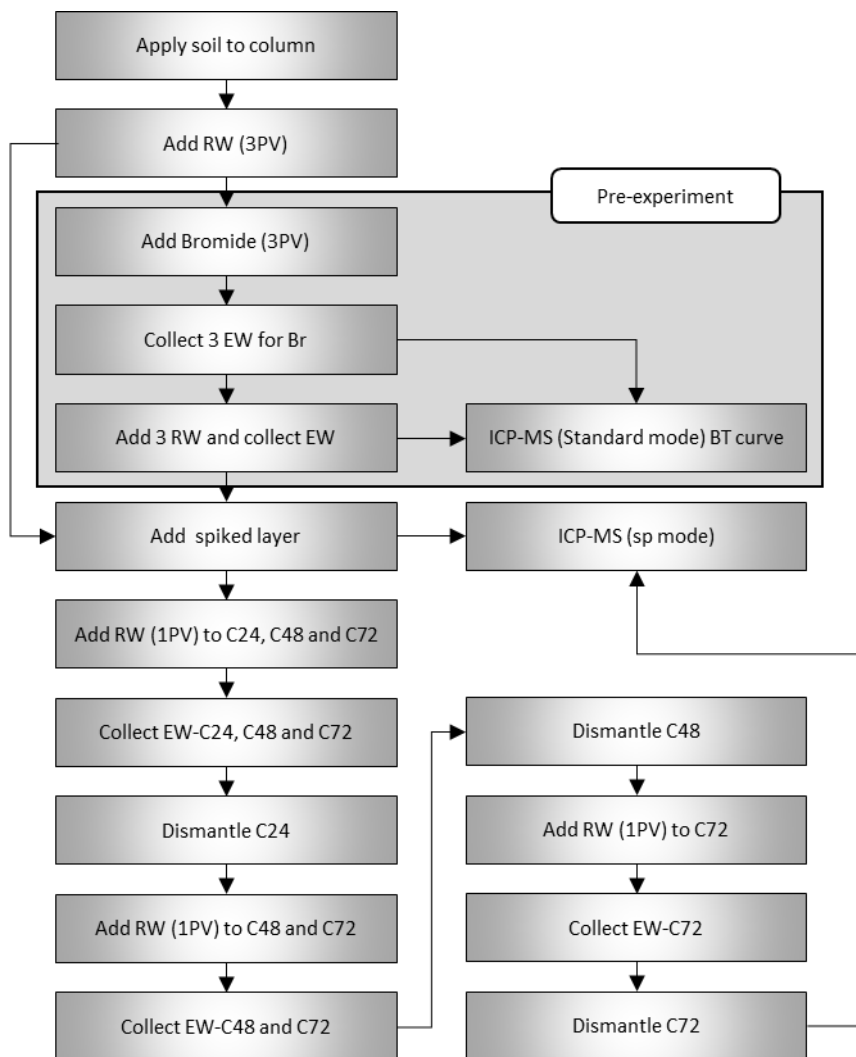 Apply soil to column
Add RW (3PV)
Pre-experiment
Add Bromide (3PV)
Collect 3 EW for Br
Add 3 RW and collect EW
ICP-MS (Standard mode) BT curve
Add spiked layer
ICP-MS (sp mode)
Add RW (1PV) to C24, C48 and C72
Collect EW-C24, C48 and C72
Dismantle C24
Add RW (1PV) to C48 and C72
Collect EW-C48 and C72
Dismantle C48
Add RW (1PV) to C72
Collect EW-C72
Dismantle C72